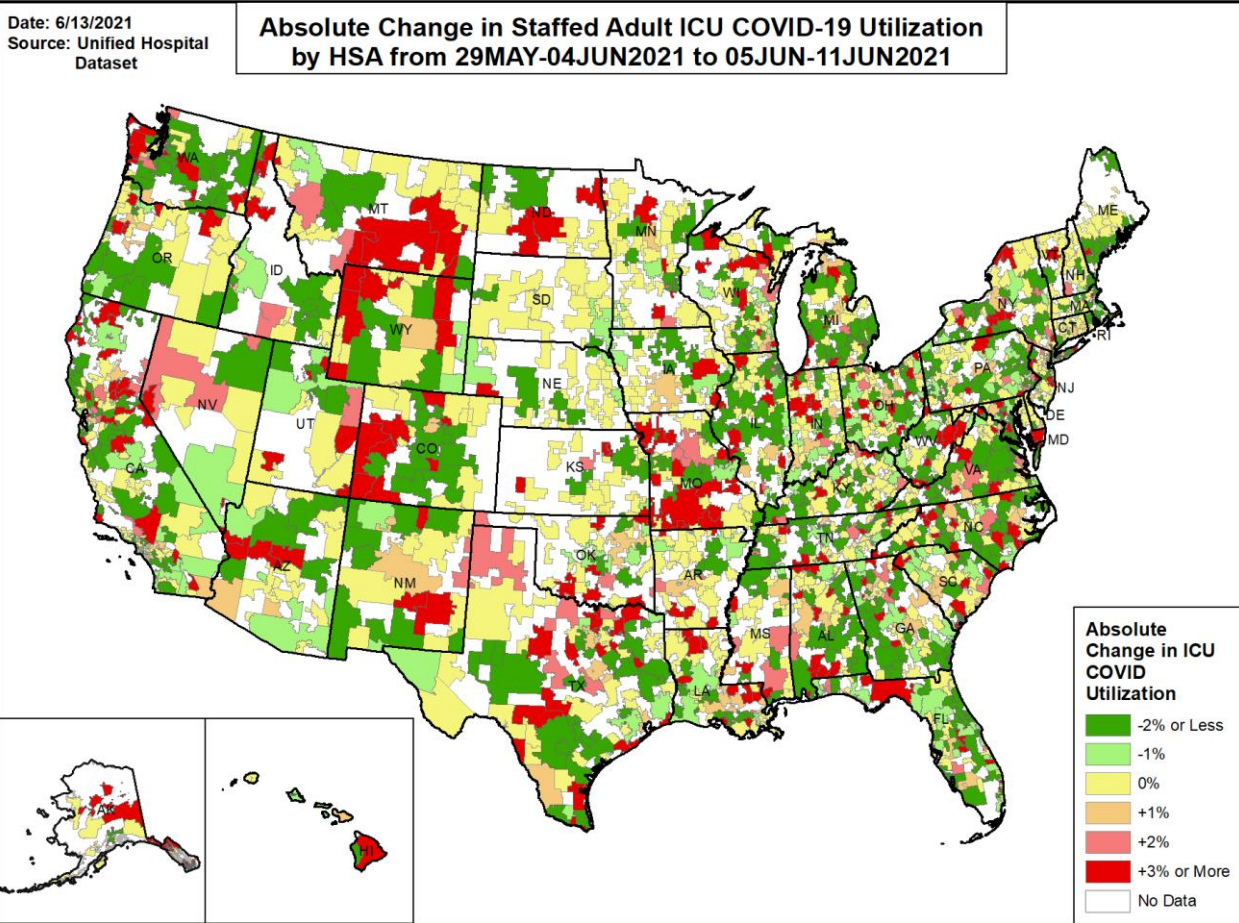 Date: 6/13/2021
Source: Unified Hospital
Dataset
Absolute Change in Staffed Adult ICU COVID-19 Utilization
by HSA from 29MAY-04JUN2021 to 05JUN-11JUN2021
WA
MT
ND
MN
ME
OR
ID
SD
WI
MI
VT
NH
NY
MA
CT
RI
WY
IA
NE
PA
NJ
NV
UT
CO
IL
IN
OH
DE
MD
WV
VA
CA
KS
MO
KY
NC
AZ
NM
OK
AR
TN
SC
MS
AL
GA
TX
LA
FL
AK
HI
Absolute
Change in ICU
COVID
Utilization
-2% or Less
-1%
0%
+1%
+2%
+3% or More
No Data